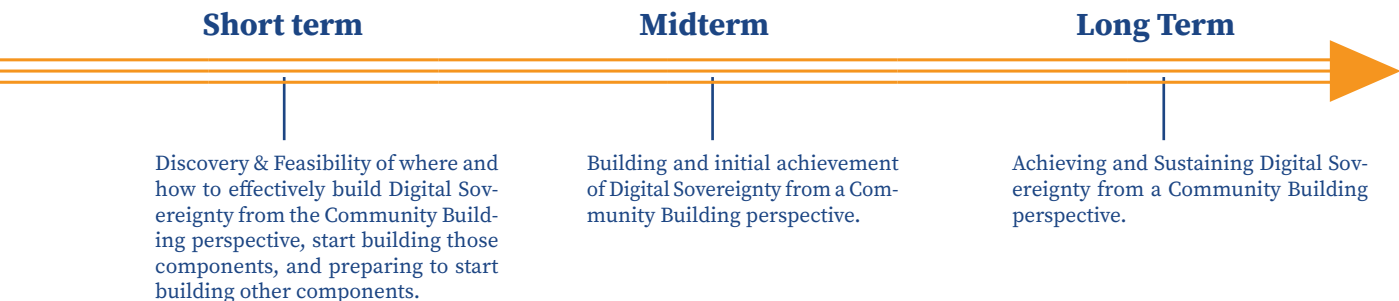 Short term
Midterm
Long Term
Discovery & Feasibility of where and
how to effectively build Digital Sov-
ereignty from the Community Build-
ing perspective, start building those
components, and preparing to start
building other components.
Building and initial achievement
of Digital Sovereignty from a Com-
munity Building perspective.
Achieving and Sustaining Digital Sov-
ereignty from a Community Building
perspective.